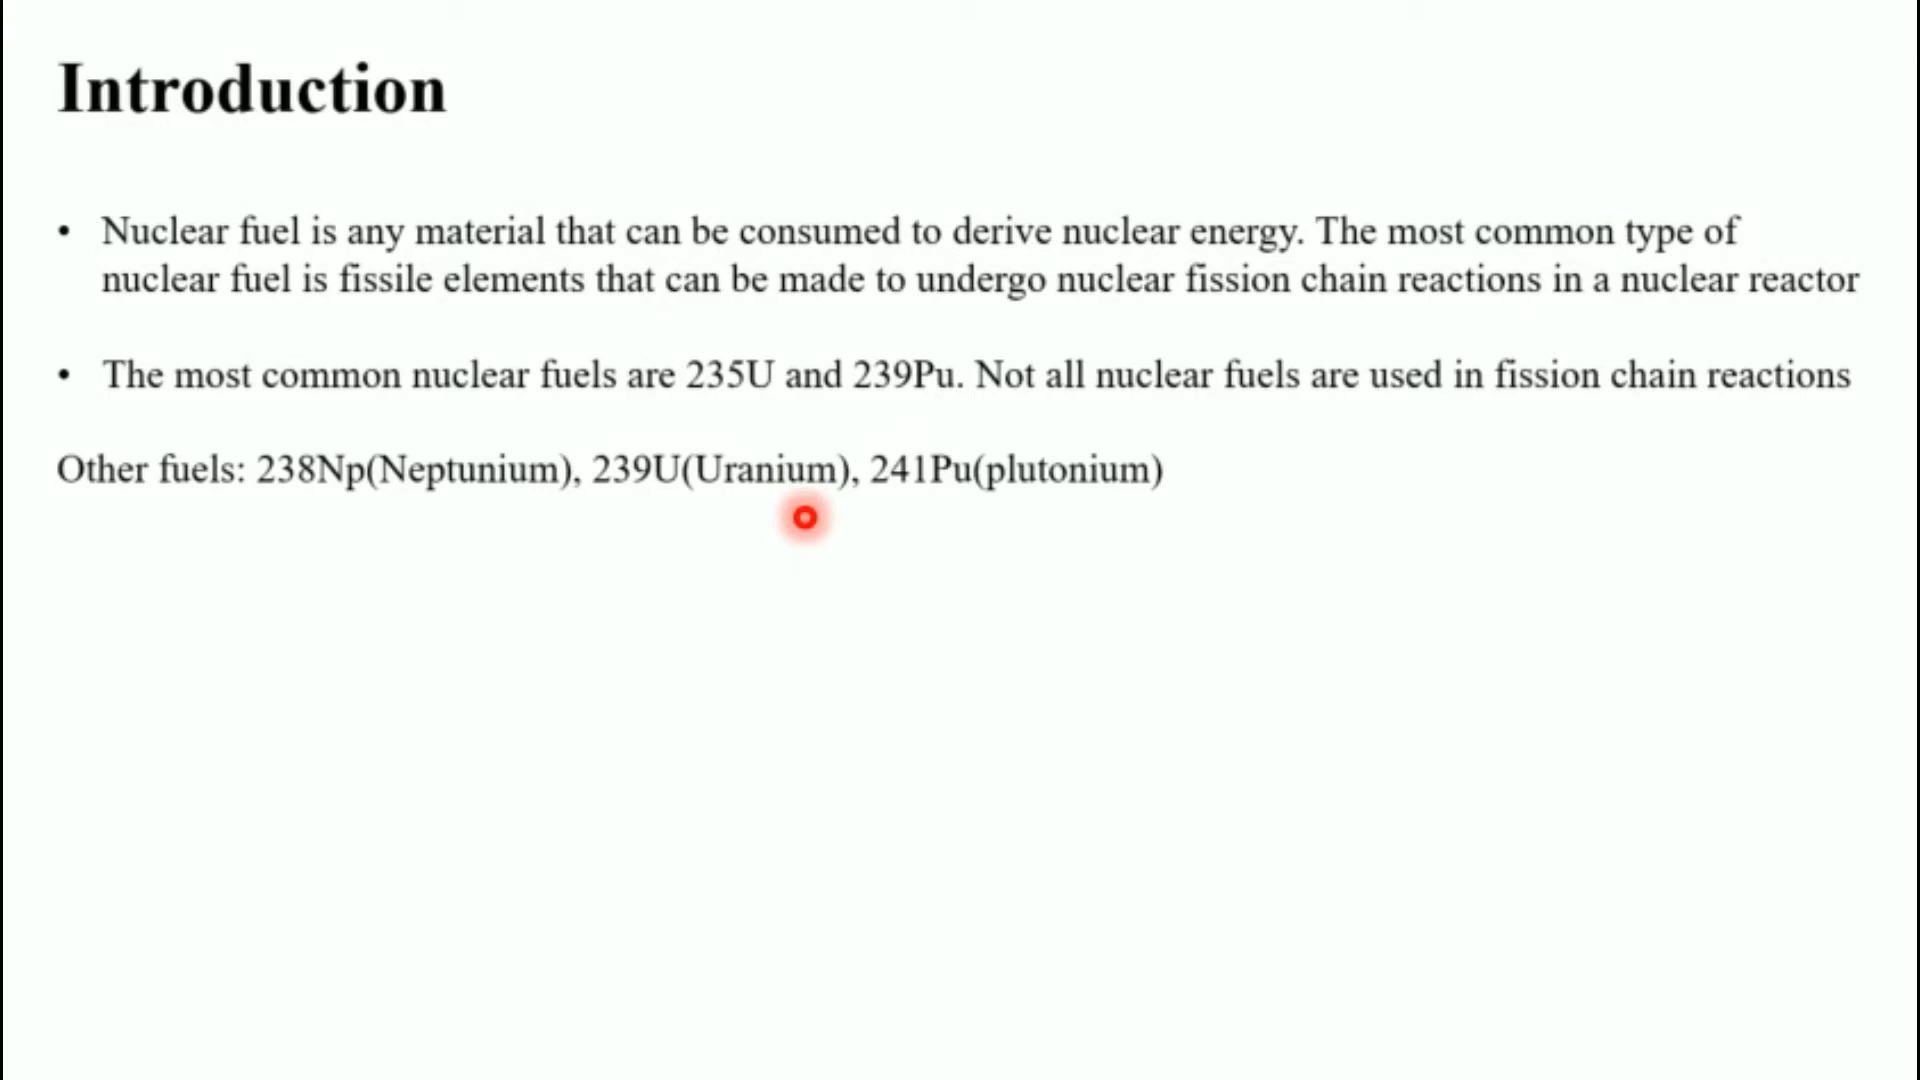 Introduction
• Nuclear fuel is any material that can be consumed to derive nuclear energy. The most common type of
nuclear fuel is fissile elements that can be made to undergo nuclear fission chain reactions in a nuclear reactor
• The most common nuclear fuels are 235U and 239Pu. Not all nuclear fuels are used in fission chain reactions
Other fuels: 238Np(Neptunium), 239U(Uranium), 241Pu(plutonium)